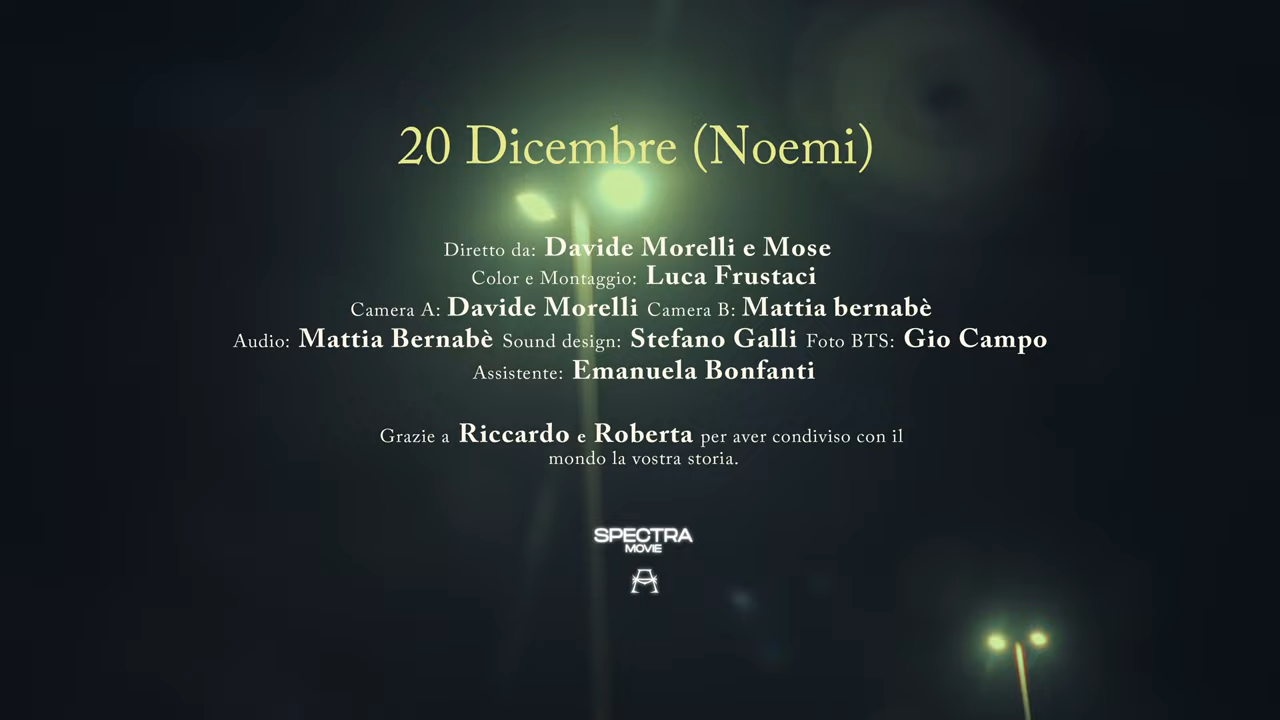 20 Dicembre (Noemi)
Diretto da: Davide Morelli e Mose
Color e Montaggio: Luca Frustaci
Camera A: Davide Morelli Camera B: Mattia bernabè
Audio: Mattia Bernabè Sound design: Stefano Galli Foto BTS: Gio Campo
Assistente: Emanuela Bonfanti
Grazie a Riccardo e Roberta per aver condiviso con il
mondo la vostra storia.
SPECTRA
MOVIE